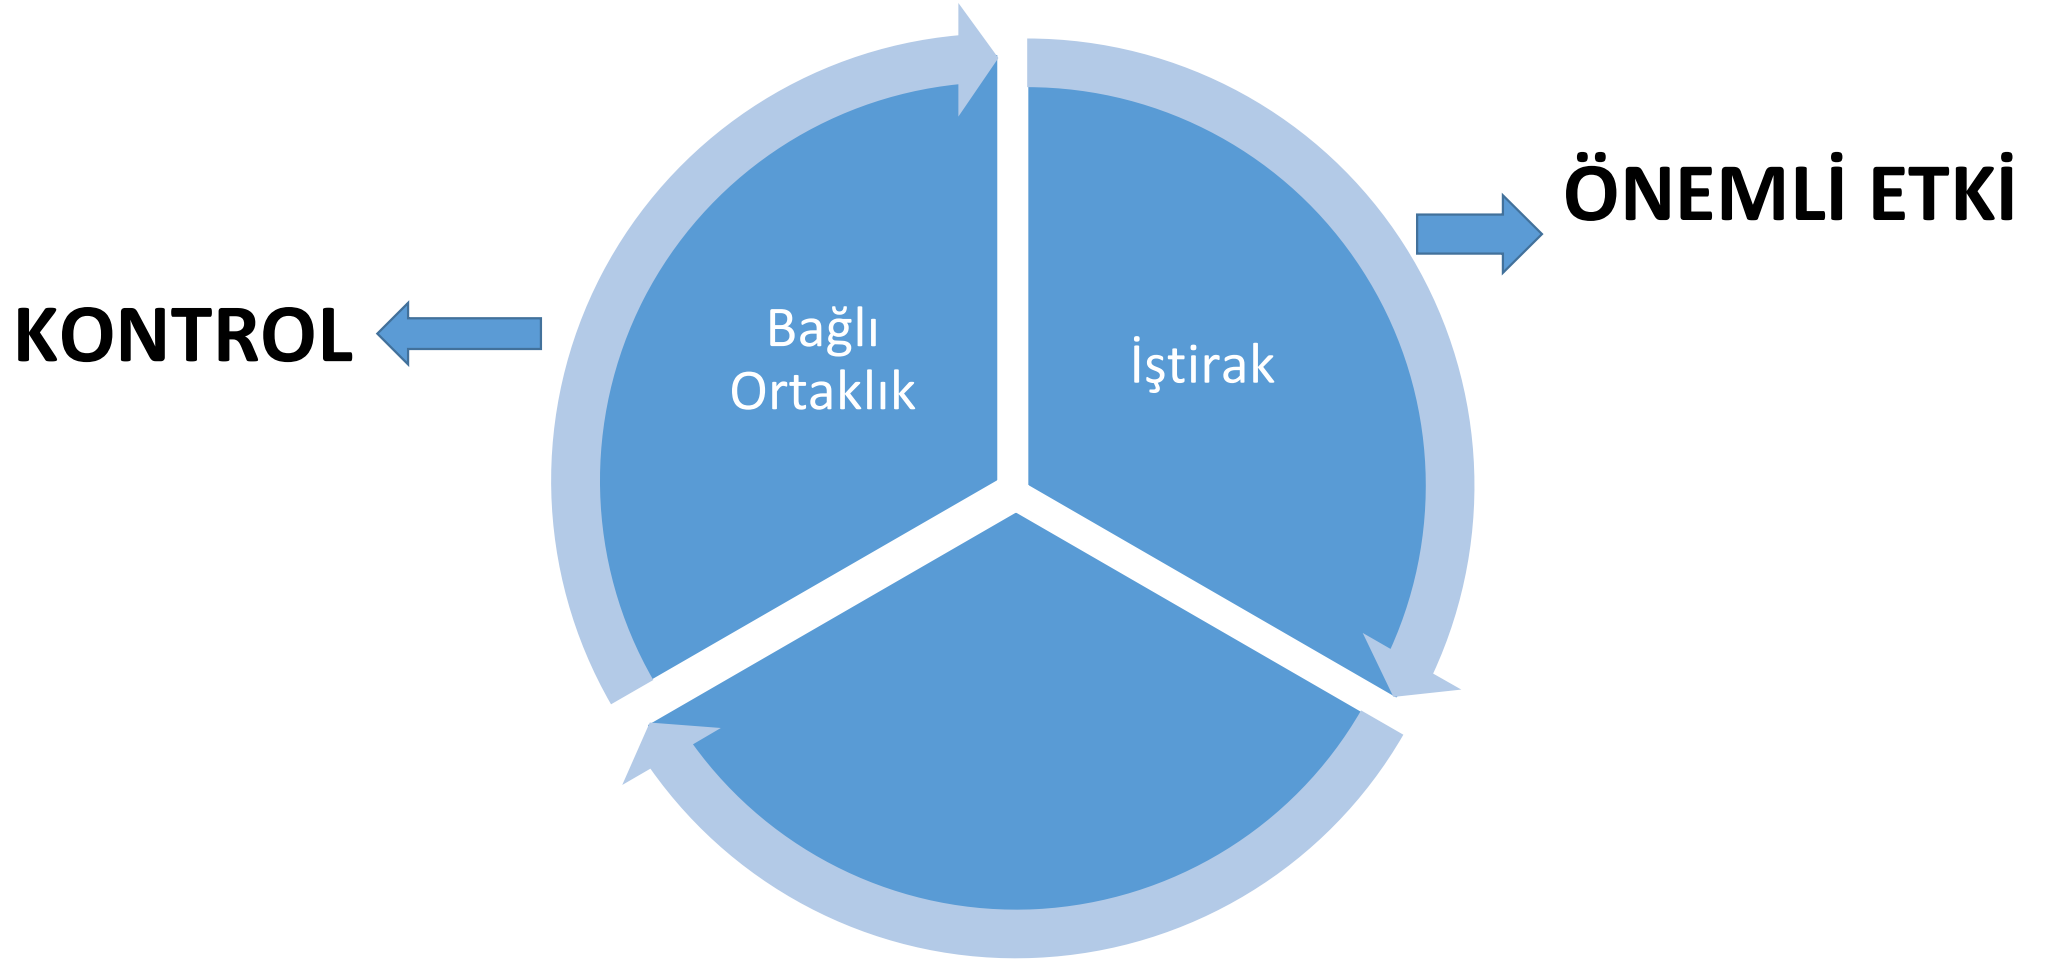 ÖNEMLİ ETKİ
KONTROL
Bağlı
Ortaklık
İştirak